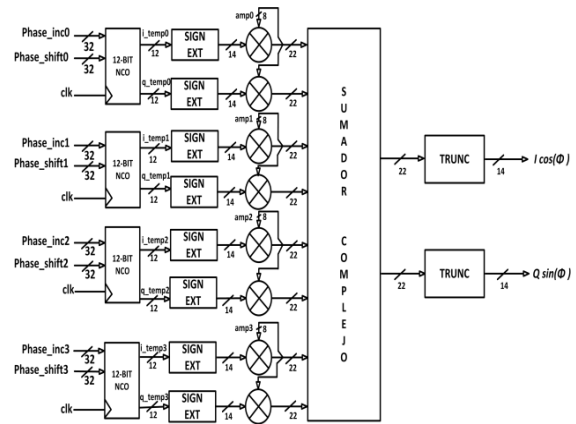 amp0 8
Phase_inc0
32
Phase_shift0
32
clk
12-BIT
NCO
i_temp0
12
SIGN
EXT
14
22
q_temp0
12
SIGN
EXT
14
22
amp1 8
Phase_inc1
32
Phase_shift1
32
clk
12-BIT
NCO
i_temp1
12
SIGN
EXT
14
22
q_temp1
12
SIGN
EXT
14
22
amp2 8
Phase_inc2
32
Phase_shift2
32
clk
12-BIT
NCO
i_temp2
12
SIGN
EXT
14
22
q_temp2
12
SIGN
EXT
14
22
amp3 8
Phase_inc3
32
Phase_shift3
32
clk
12-BIT
NCO
i_temp3
12
SIGN
EXT
14
22
q_temp3
12
SIGN
EXT
14
22
SUMADOR
COMPLEJO
22
TRUNC
14
I cos(Φ)
22
TRUNC
14
Q sin(Φ)